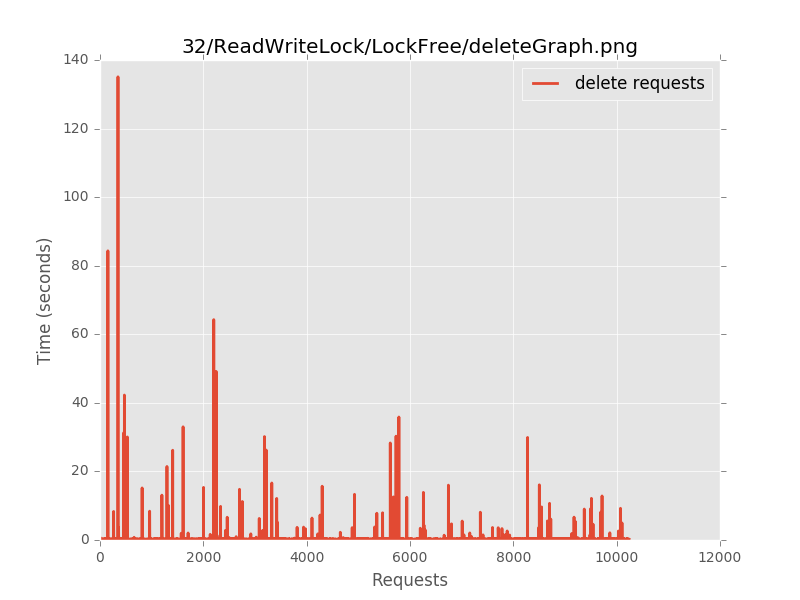 32/ReadWriteLock/LockFree/deleteGraph.png
delete requests
Time (seconds)
140
120
100
80
60
40
20
0
0 2000 4000 6000 8000 10000 12000
Requests